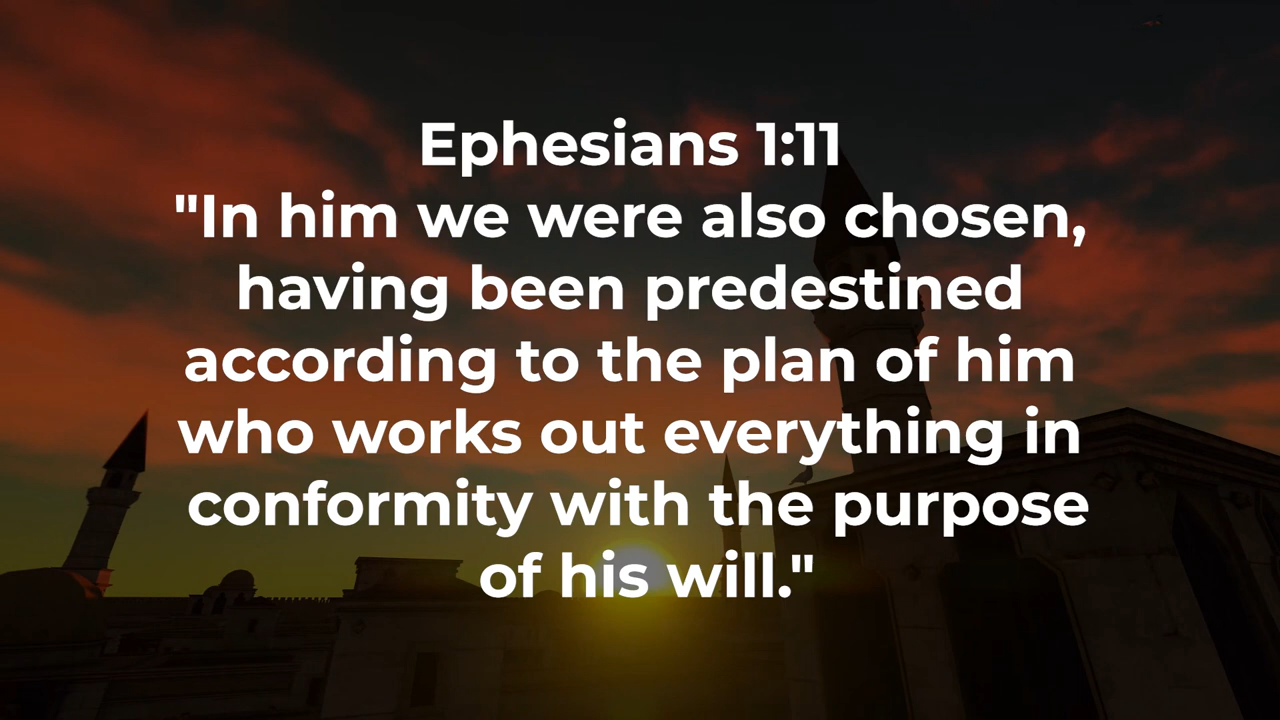 Ephesians 1:11
"In him we were also chosen,
having been predestined
according to the plan of him
who works out everything in
conformity with the purpose
of his will."